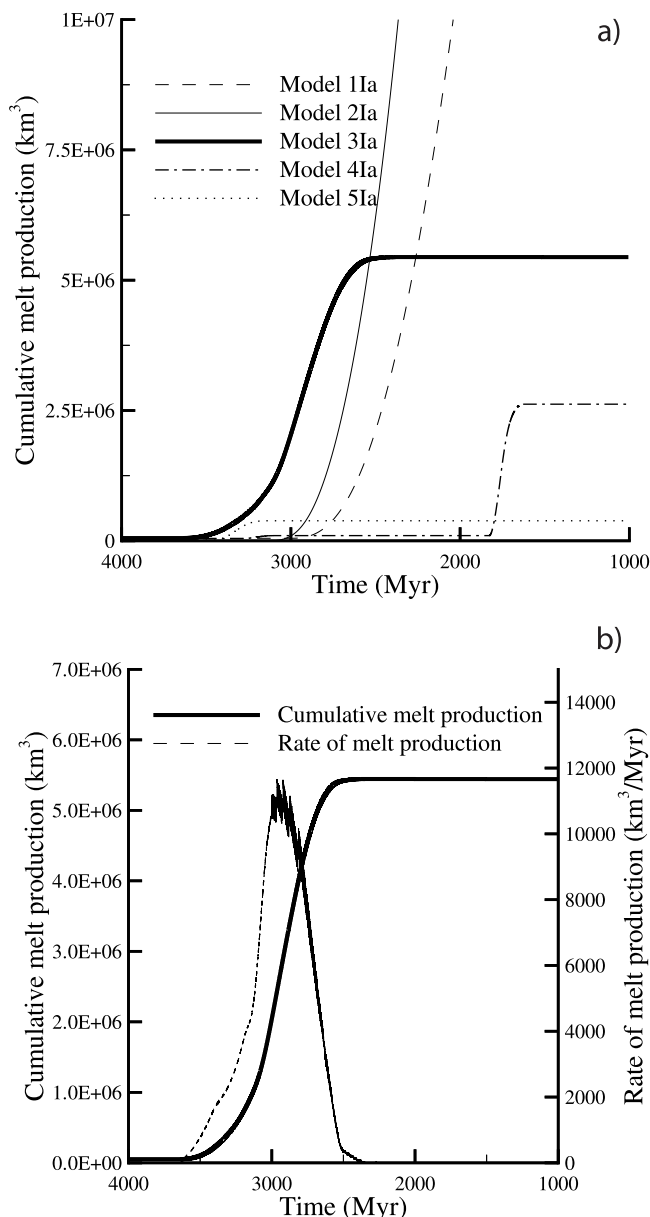 a)
1E+07
7.5E+06
5E+06
2.5E+06
0
Cumulative melt production (km³)
Model 1Ia
Model 2Ia
Model 3Ia
Model 4Ia
Model 5Ia
4000 3000 2000 1000
Time (Myr)
b)
7.0E+06
6.0E+06
5.0E+06
4.0E+06
3.0E+06
2.0E+06
1.0E+06
0.0E+00
Cumulative melt production (km³)
Cumulative melt production
Rate of melt production
14000
12000
10000
8000
6000
4000
2000
0
Rate of melt production (km³/Myr)
4000 3000 2000 1000
Time (Myr)